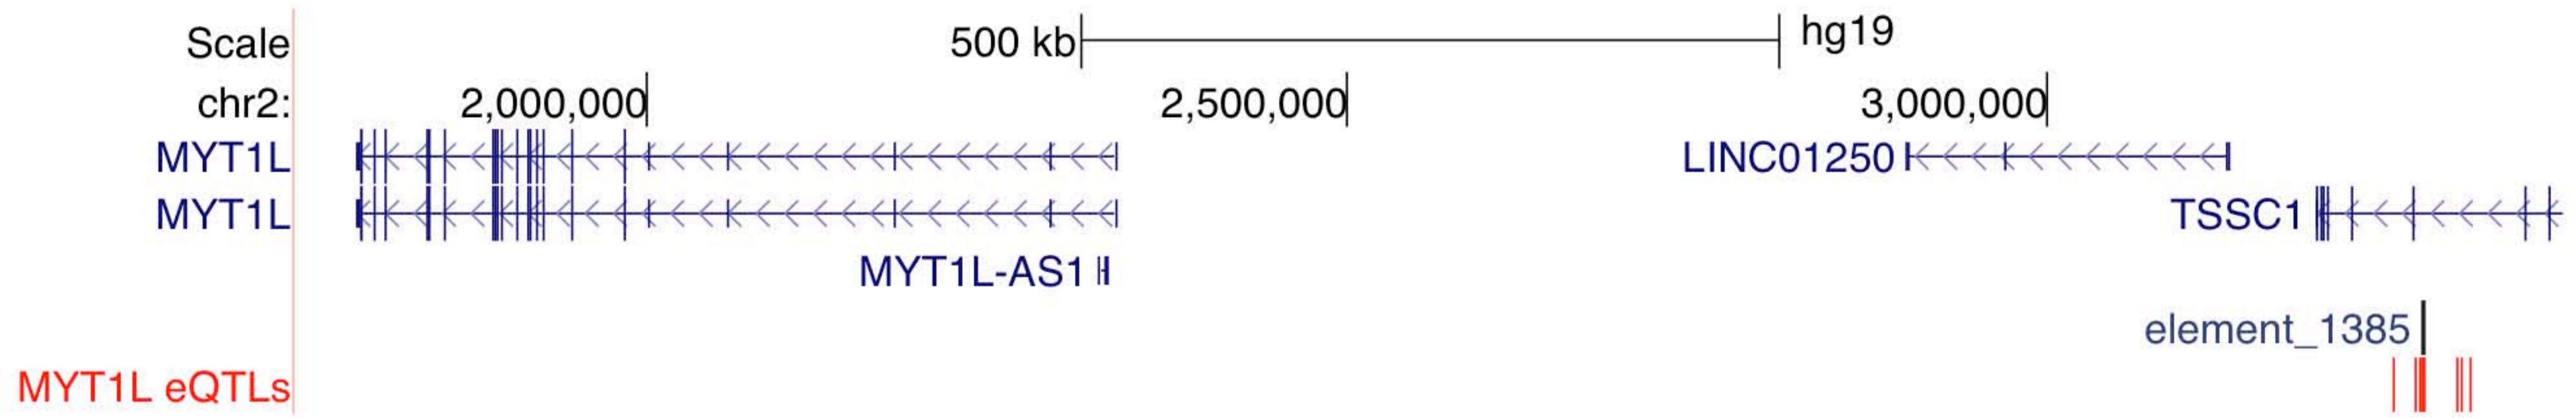 Scale 500 kb hg19
chr2: 2,000,000 2,500,000 3,000,000
MYT1L LINC01250
MYT1L TSSC1
MYT1L-AS1
element_1385
MYT1L eQTLs